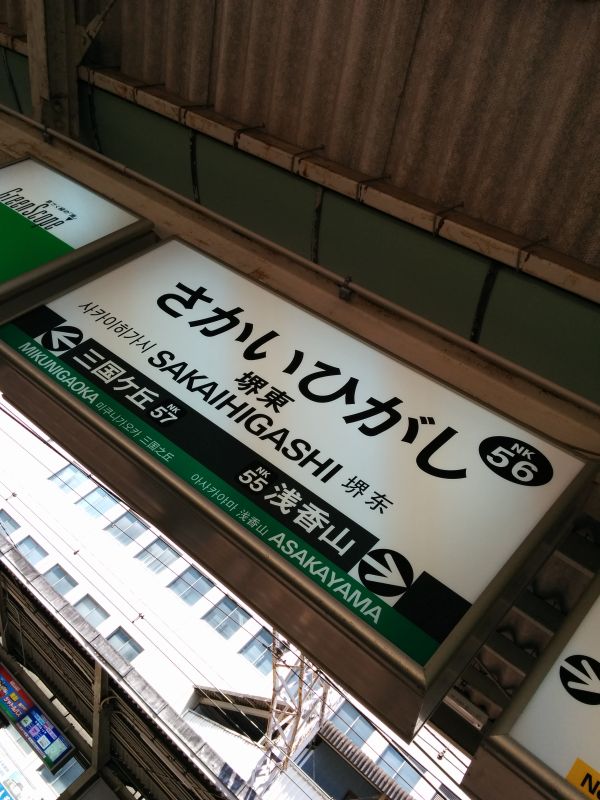 GreenScene
さかいひがし
NK
56
堺東
사카이히가시 SAKAIHIGASHI 堺东
三国ケ丘 NK 57
NK 55 浅香山
MIKUNIGAOKA 미쿠니가오카 三国之丘
아사카야마 浅香山 ASAKAYAMA